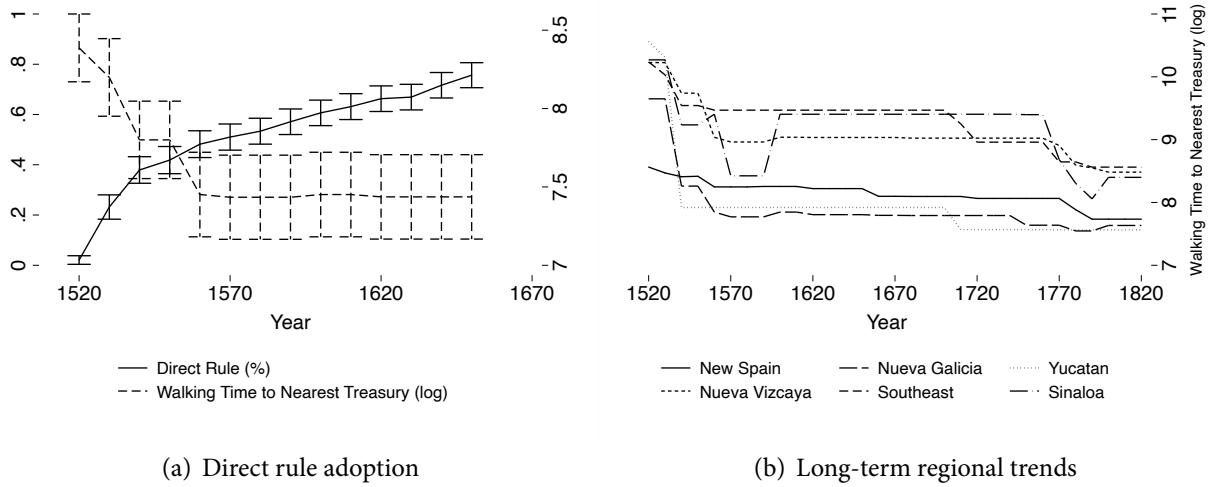 1
.8
.6
.4
.2
0
8.5
8
7.5
7
1520 1570 1620 1670
Year
Direct Rule (%)
Walking Time to Nearest Treasury (log)
(a) Direct rule adoption
11
10
9
8
7
Walking Time to Nearest Treasury (log)
1520 1570 1620 1670 1720 1770 1820
Year
New Spain Nueva Galicia Yucatan
Nueva Vizcaya Southeast Sinaloa
(b) Long-term regional trends